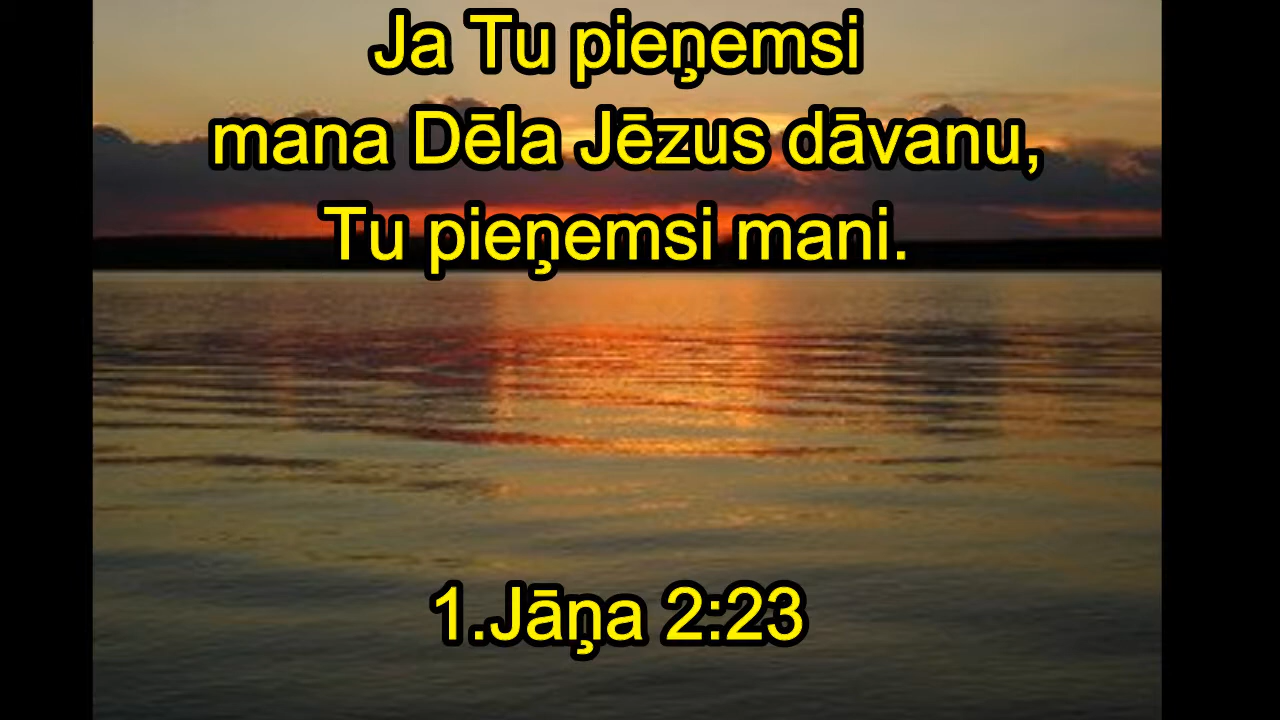 Ja Tu pieņemsi
mana Dēla Jēzus dāvanu,
Tu pieņemsi mani.
1.Jāņa 2:23